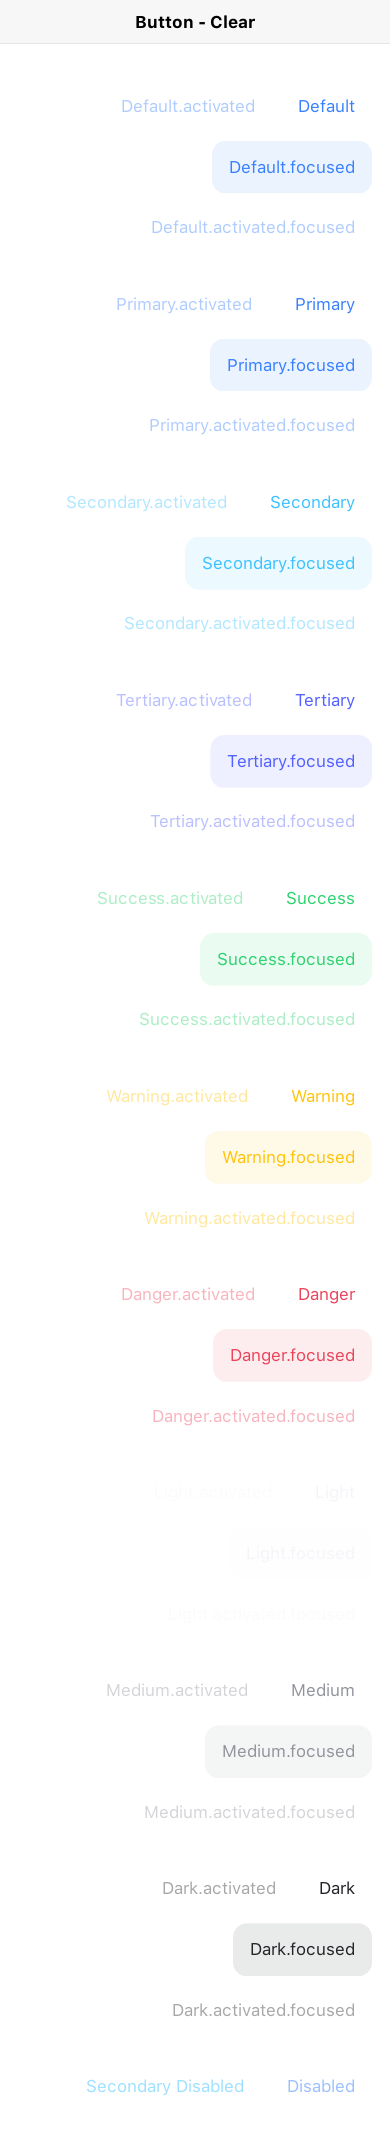 Button - Clear
Default.activated Default
Default.focused
Default.activated.focused
Primary.activated Primary
Primary.focused
Primary.activated.focused
Secondary.activated Secondary
Secondary.focused
Secondary.activated.focused
Tertiary.activated Tertiary
Tertiary.focused
Tertiary.activated.focused
Success.activated Success
Success.focused
Success.activated.focused
Warning.activated Warning
Warning.focused
Warning.activated.focused
Danger.activated Danger
Danger.focused
Danger.activated.focused
Light.activated Light
Light.focused
Light.activated.focused
Medium.activated Medium
Medium.focused
Medium.activated.focused
Dark.activated Dark
Dark.focused
Dark.activated.focused
Secondary Disabled Disabled